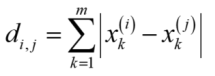 d_{i,j} = \sum_{k=1}^{m} \left| x_k^{(i)} - x_k^{(j)} \right|